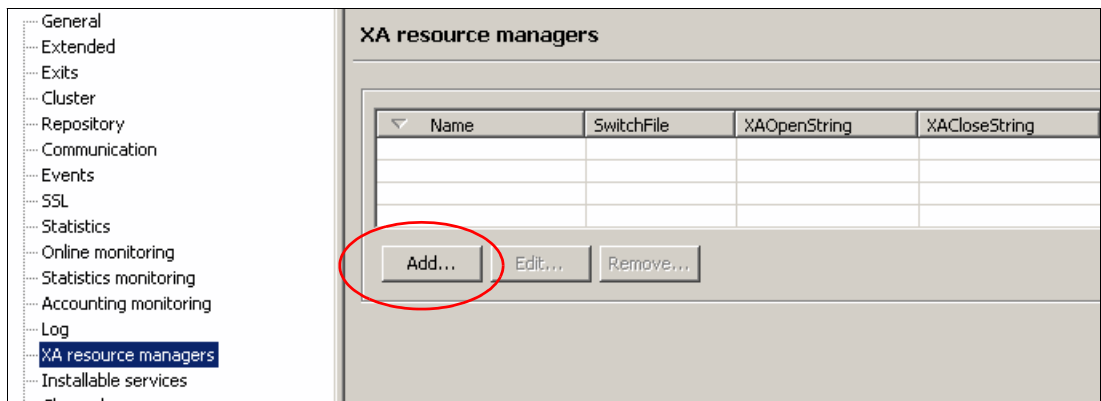 General
Extended
Exits
Cluster
Repository
Communication
Events
SSL
Statistics
Online monitoring
Statistics monitoring
Accounting monitoring
Log
XA resource managers
Installable services
XA resource managers
Name SwitchFile XAOpenString XACloseString
Add... Edit... Remove...